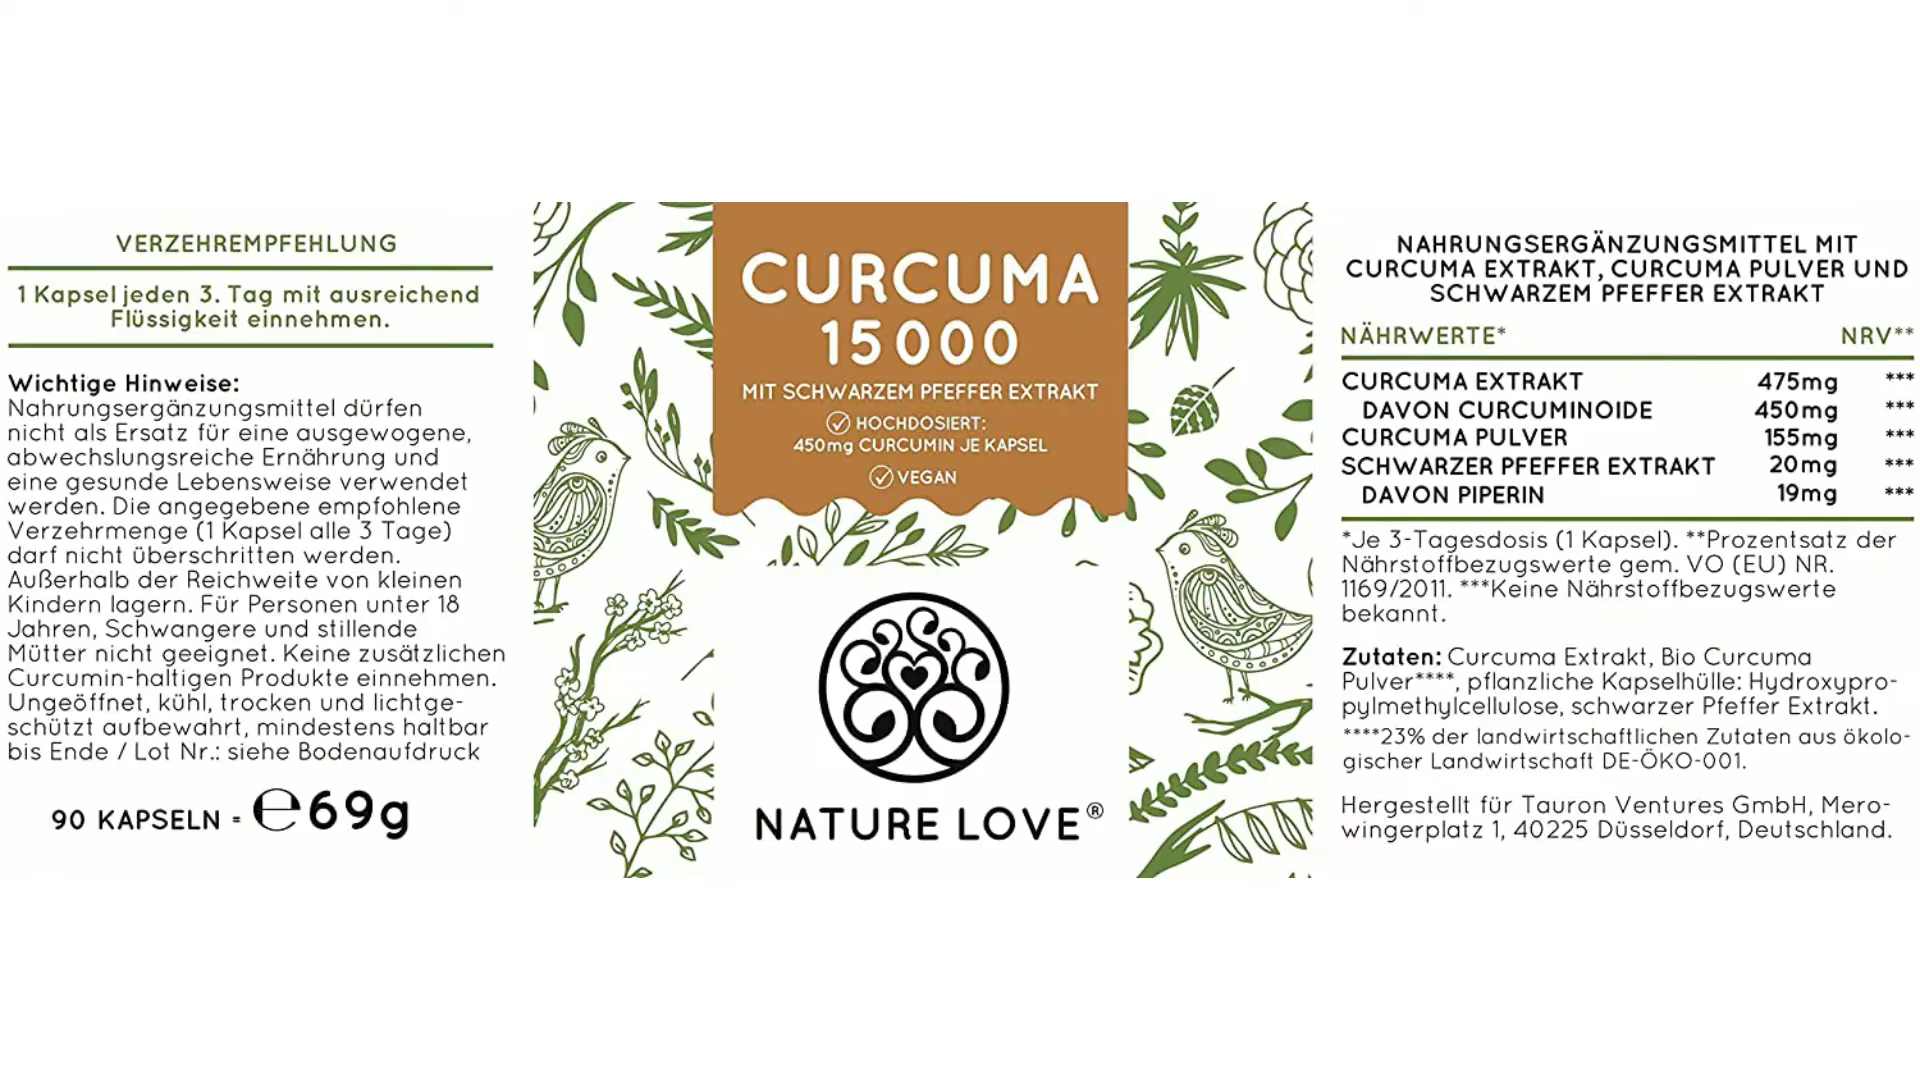 VERZEHREMPFEHLUNG
1 Kapsel jeden 3. Tag mit ausreichend
Flüssigkeit einnehmen.
Wichtige Hinweise:
Nahrungsergänzungsmittel dürfen
nicht als Ersatz für eine ausgewogene,
abwechslungsreiche Ernährung und
eine gesunde Lebensweise verwendet
werden. Die angegebene empfohlene
Verzehrmenge (1 Kapsel alle 3 Tage)
darf nicht überschritten werden.
Außerhalb der Reichweite von kleinen
Kindern lagern. Für Personen unter 18
Jahren, Schwangere und stillende
Mütter nicht geeignet. Keine zusätzlichen
Curcumin-haltigen Produkte einnehmen.
Ungeöffnet, kühl, trocken und lichtge-
schützt aufbewahrt, mindestens haltbar
bis Ende / Lot Nr.: siehe Bodenaufdruck
90 KAPSELN = ℮69g
CURCUMA
15000
MIT SCHWARZEM PFEFFER EXTRAKT
HOCHDOSIERT:
450mg CURCUMIN JE KAPSEL
VEGAN
NATURE LOVE®
NAHRUNGSERGÄNZUNGSMITTEL MIT
CURCUMA EXTRAKT, CURCUMA PULVER UND
SCHWARZEM PFEFFER EXTRAKT
NÄHRWERTE* NRV**
CURCUMA EXTRAKT 475mg ***
DAVON CURCUMINOIDE 450mg ***
CURCUMA PULVER 155mg ***
SCHWARZER PFEFFER EXTRAKT 20mg ***
DAVON PIPERIN 19mg ***
*Je 3-Tagesdosis (1 Kapsel). **Prozentsatz der
Nährstoffbezugswerte gem. VO (EU) NR.
1169/2011. ***Keine Nährstoffbezugswerte
bekannt.
Zutaten: Curcuma Extrakt, Bio Curcuma
Pulver****, pflanzliche Kapselhülle: Hydroxypro-
pylmethylcellulose, schwarzer Pfeffer Extrakt.
****23% der landwirtschaftlichen Zutaten aus ökolo-
gischer Landwirtschaft DE-ÖKO-001.
Hergestellt für Tauron Ventures GmbH, Mero-
wingerplatz 1, 40225 Düsseldorf, Deutschland.